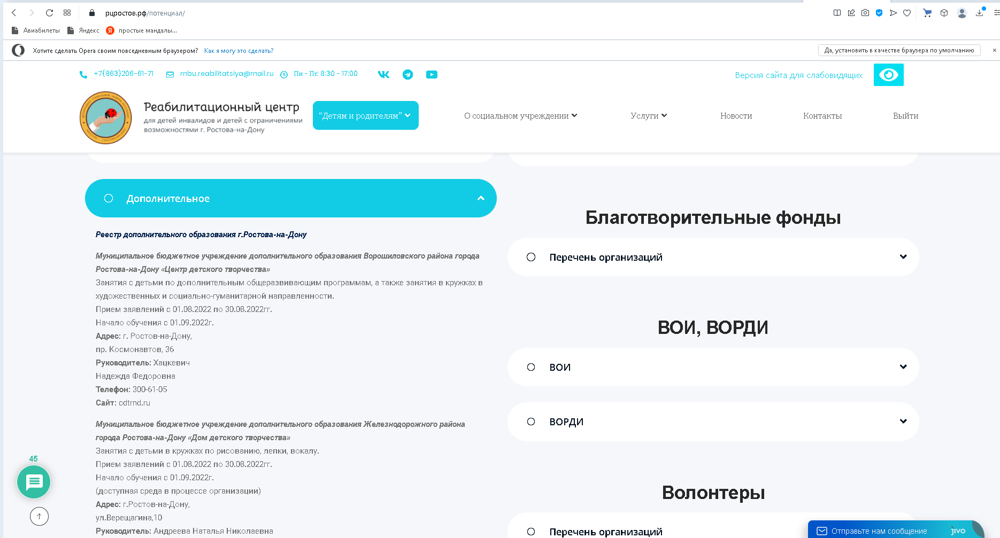 рцростов.рф/потенциал/
Авиабилеты Яндекс Я простые мандалы...
Хотите сделать Opera своим повседневным браузером? Как я могу это сделать? Да, установить в качестве браузера по умолчанию
+7(863)206-61-71 mbu.reabilitatsiya@mail.ru Пн - Пт: 8:30 - 17:00
Версия сайта для слабовидящих
Реабилитационный центр
для детей инвалидов и детей с ограничениями
возможностями г. Ростова-на-Дону
“Детям и родителям” О социальном учреждении Услуги Новости Контакты Выйти
Дополнительное
Реестр дополнительного образования г.Ростова-на-Дону
Муниципальное бюджетное учреждение дополнительного образования Ворошиловского района города
Ростова-на-Дону «Центр детского творчества»
Занятия с детьми по дополнительным общеразвивающим программам, а также занятия в кружках в
художественных и социально-гуманитарной направленности.
Прием заявлений с 01.08.2022 по 30.08.2022гг.
Начало обучения с 01.09.2022г.
Адрес: г. Ростов-на-Дону,
пр. Космонавтов, 36
Руководитель: Хацкевич
Надежда Федоровна
Телефон: 300-61-05
Сайт: cdtrnd.ru
Муниципальное бюджетное учреждение дополнительного образования Железнодорожного района
города Ростова-на-Дону «Дом детского творчества»
Занятия с детьми в кружках по рисованию, лепки, вокалу.
Прием заявлений с 01.08.2022 по 30.08.2022гг.
Начало обучения с 01.09.2022г.
(доступная среда в процессе организации)
Адрес: г.Ростов-на-Дону,
ул.Верещагина,10
Руководитель: Андреева Наталья Николаевна
Благотворительные фонды
Перечень организаций
ВОИ, ВОРДИ
ВОИ
ВОРДИ
Волонтеры
Перечень организаций
45
Отправьте нам сообщение jivo